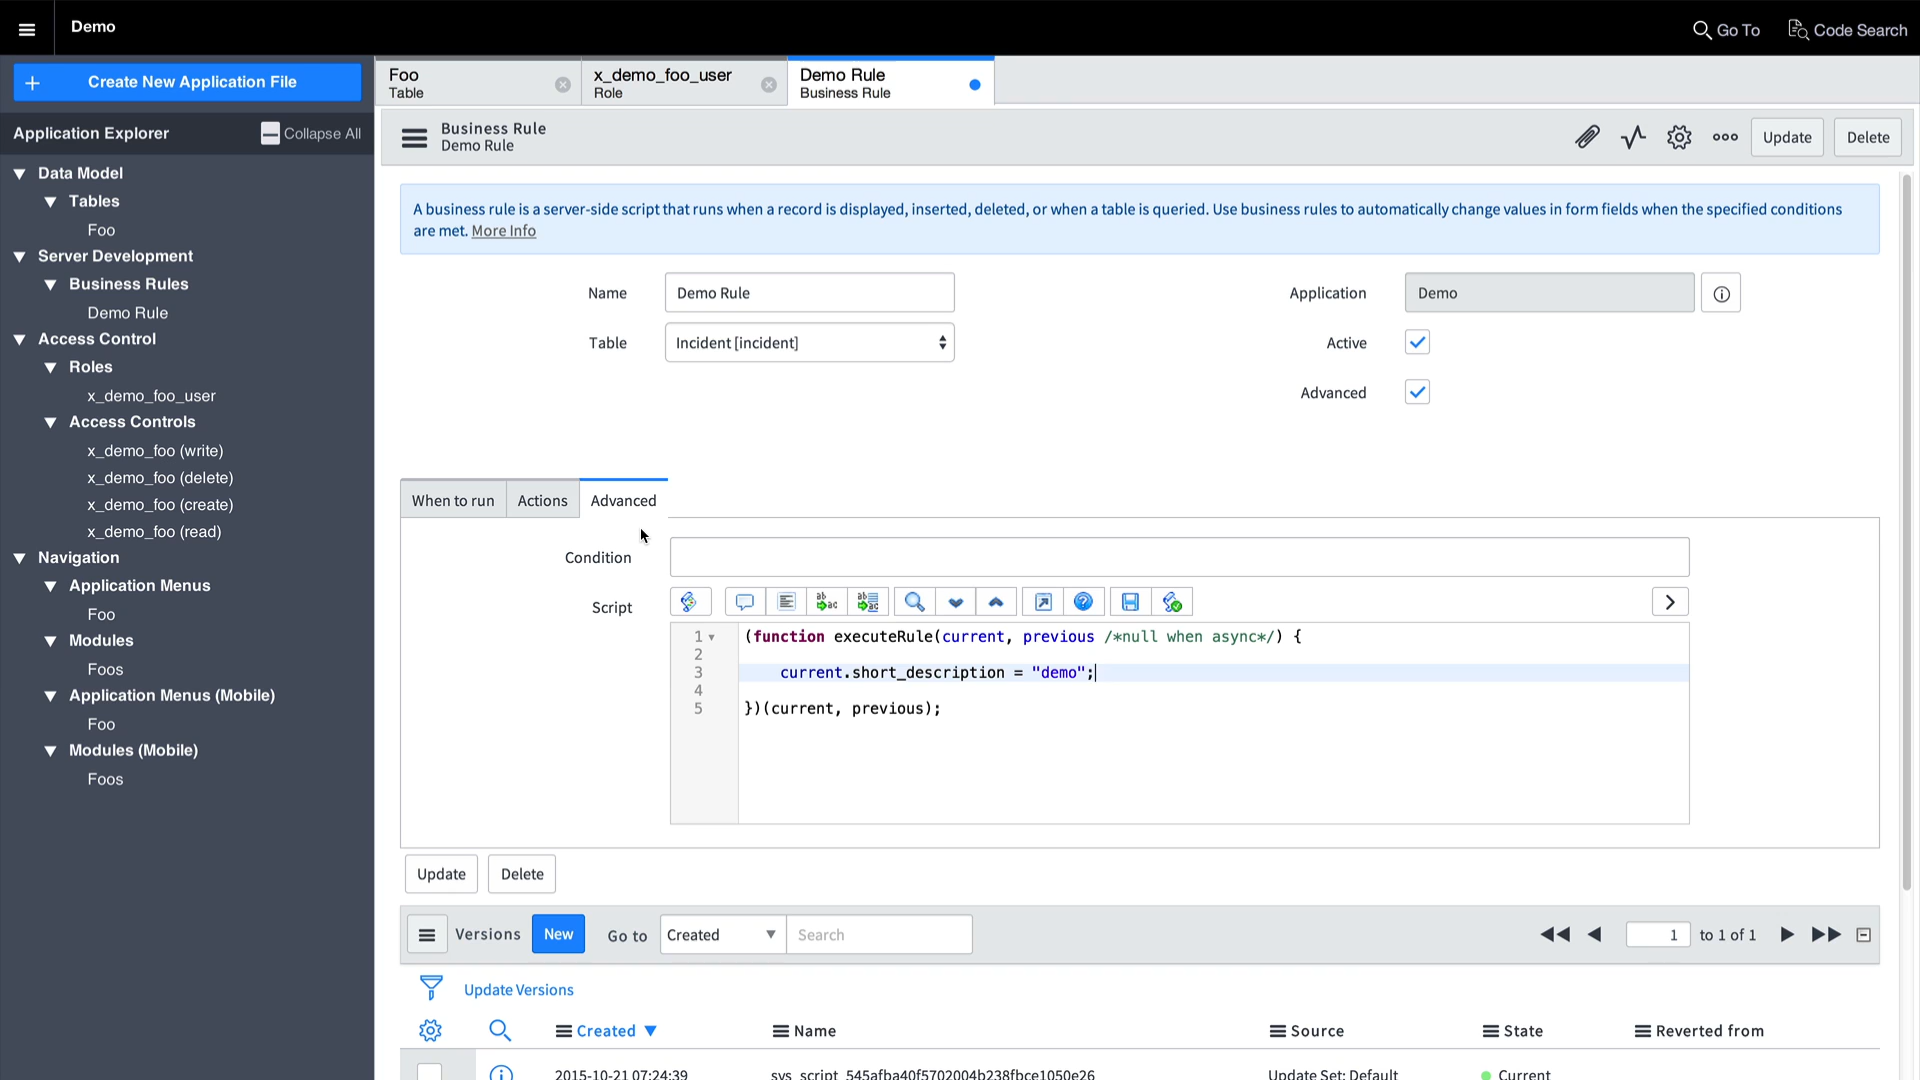 Demo
Go To
Code Search
Create New Application File
Application Explorer
Collapse All
Data Model
Tables
Foo
Server Development
Business Rules
Demo Rule
Access Control
Roles
x_demo_foo_user
Access Controls
x_demo_foo (write)
x_demo_foo (delete)
x_demo_foo (create)
x_demo_foo (read)
Navigation
Application Menus
Foo
Modules
Foos
Application Menus (Mobile)
Foo
Modules (Mobile)
Foos
Foo
Table
x_demo_foo_user
Role
Demo Rule
Business Rule
Business Rule
Demo Rule
Update
Delete
A business rule is a server-side script that runs when a record is displayed, inserted, deleted, or when a table is queried. Use business rules to automatically change values in form fields when the specified conditions
are met. More Info
Name
Demo Rule
Application
Demo
Table
Incident [incident]
Active
Advanced
When to run
Actions
Advanced
Condition
Script
1 (function executeRule(current, previous /*null when async*/) {
2
3 current.short_description = "demo";
4
5 })(current, previous);
Update
Delete
Versions
New
Go to
Created
Search
1
to 1 of 1
Update Versions
Created
Name
Source
State
Reverted from
2015-10-21 07:24:39
sys_script_545afba40f5702004b238fbce1050e26
Update Set: Default
Current